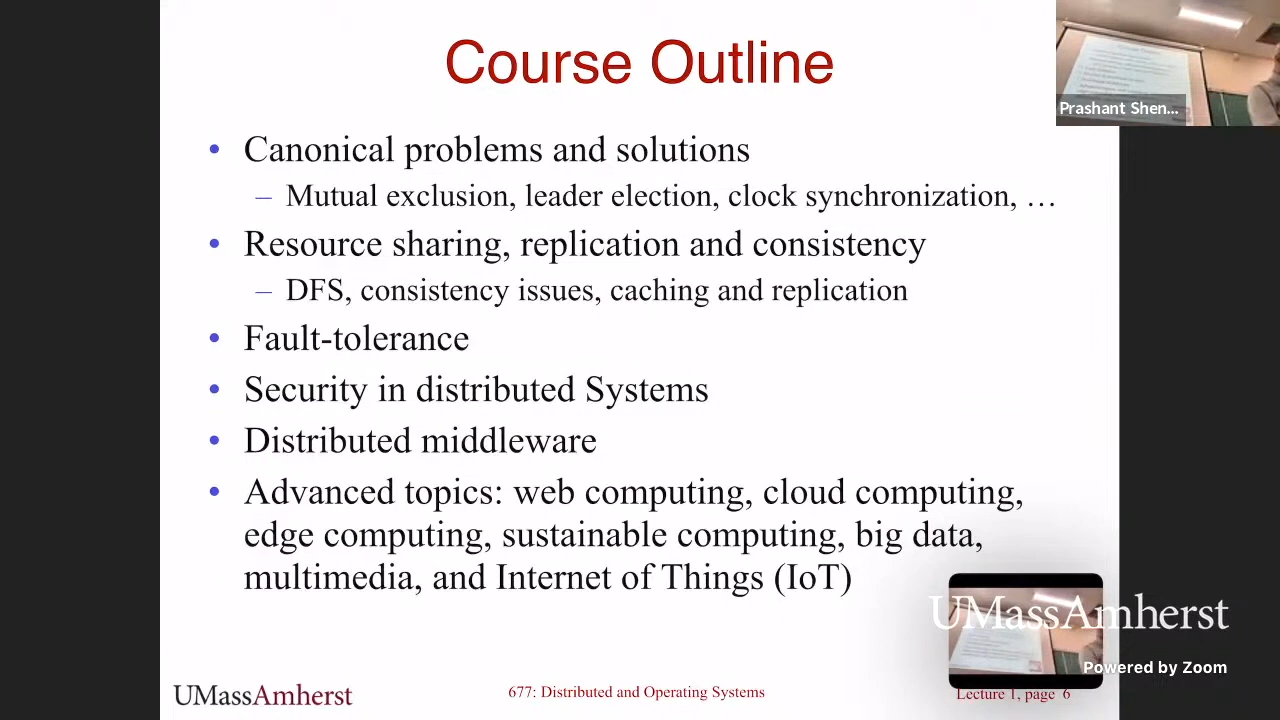 Course Outline
Prashant Shen...
• Canonical problems and solutions
– Mutual exclusion, leader election, clock synchronization, …
• Resource sharing, replication and consistency
– DFS, consistency issues, caching and replication
• Fault-tolerance
• Security in distributed Systems
• Distributed middleware
• Advanced topics: web computing, cloud computing,
edge computing, sustainable computing, big data,
multimedia, and Internet of Things (IoT)
UMassAmherst
Powered by Zoom
UMassAmherst
677: Distributed and Operating Systems
Lecture 1, page 6